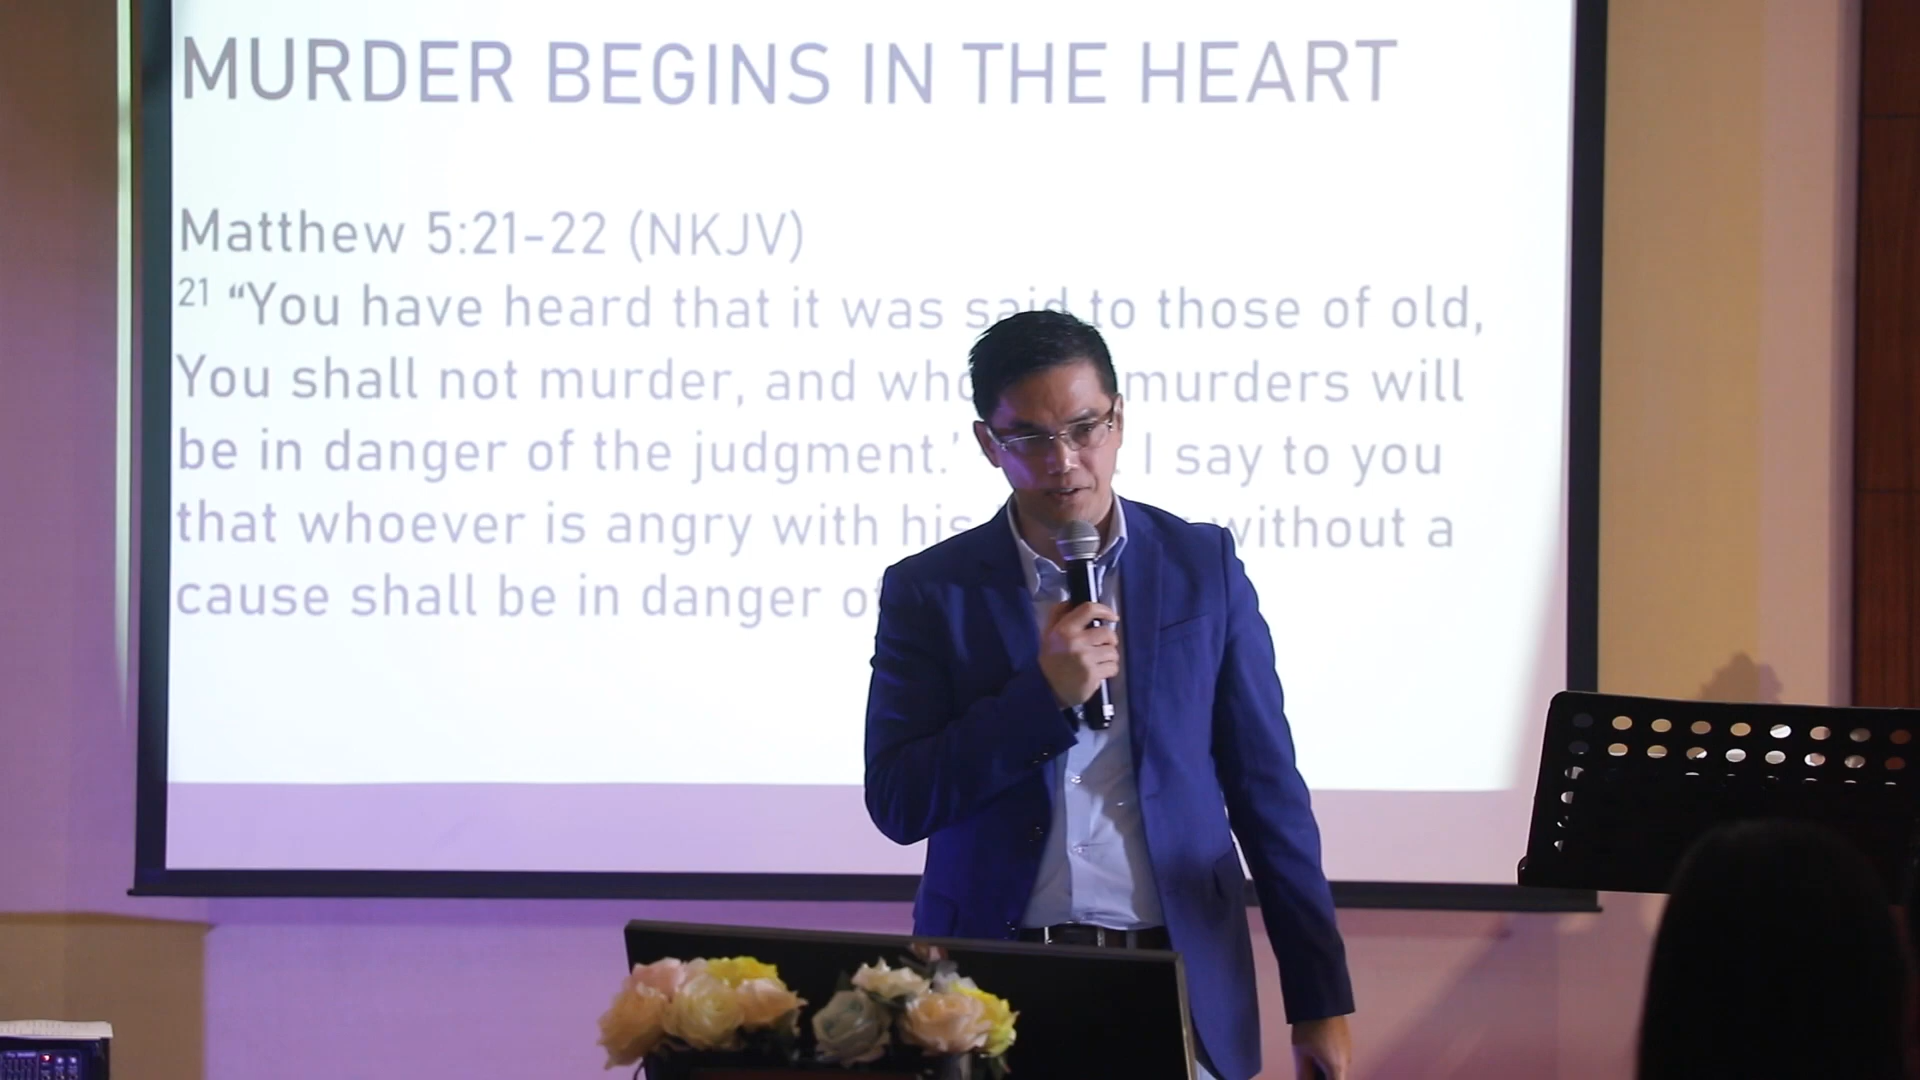 MURDER BEGINS IN THE HEART
Matthew 5:21-22 (NKJV)
21 “You have heard that it was said to those of old,
You shall not murder, and who murders will
be in danger of the judgment.’ I say to you
that whoever is angry with his without a
cause shall be in danger of